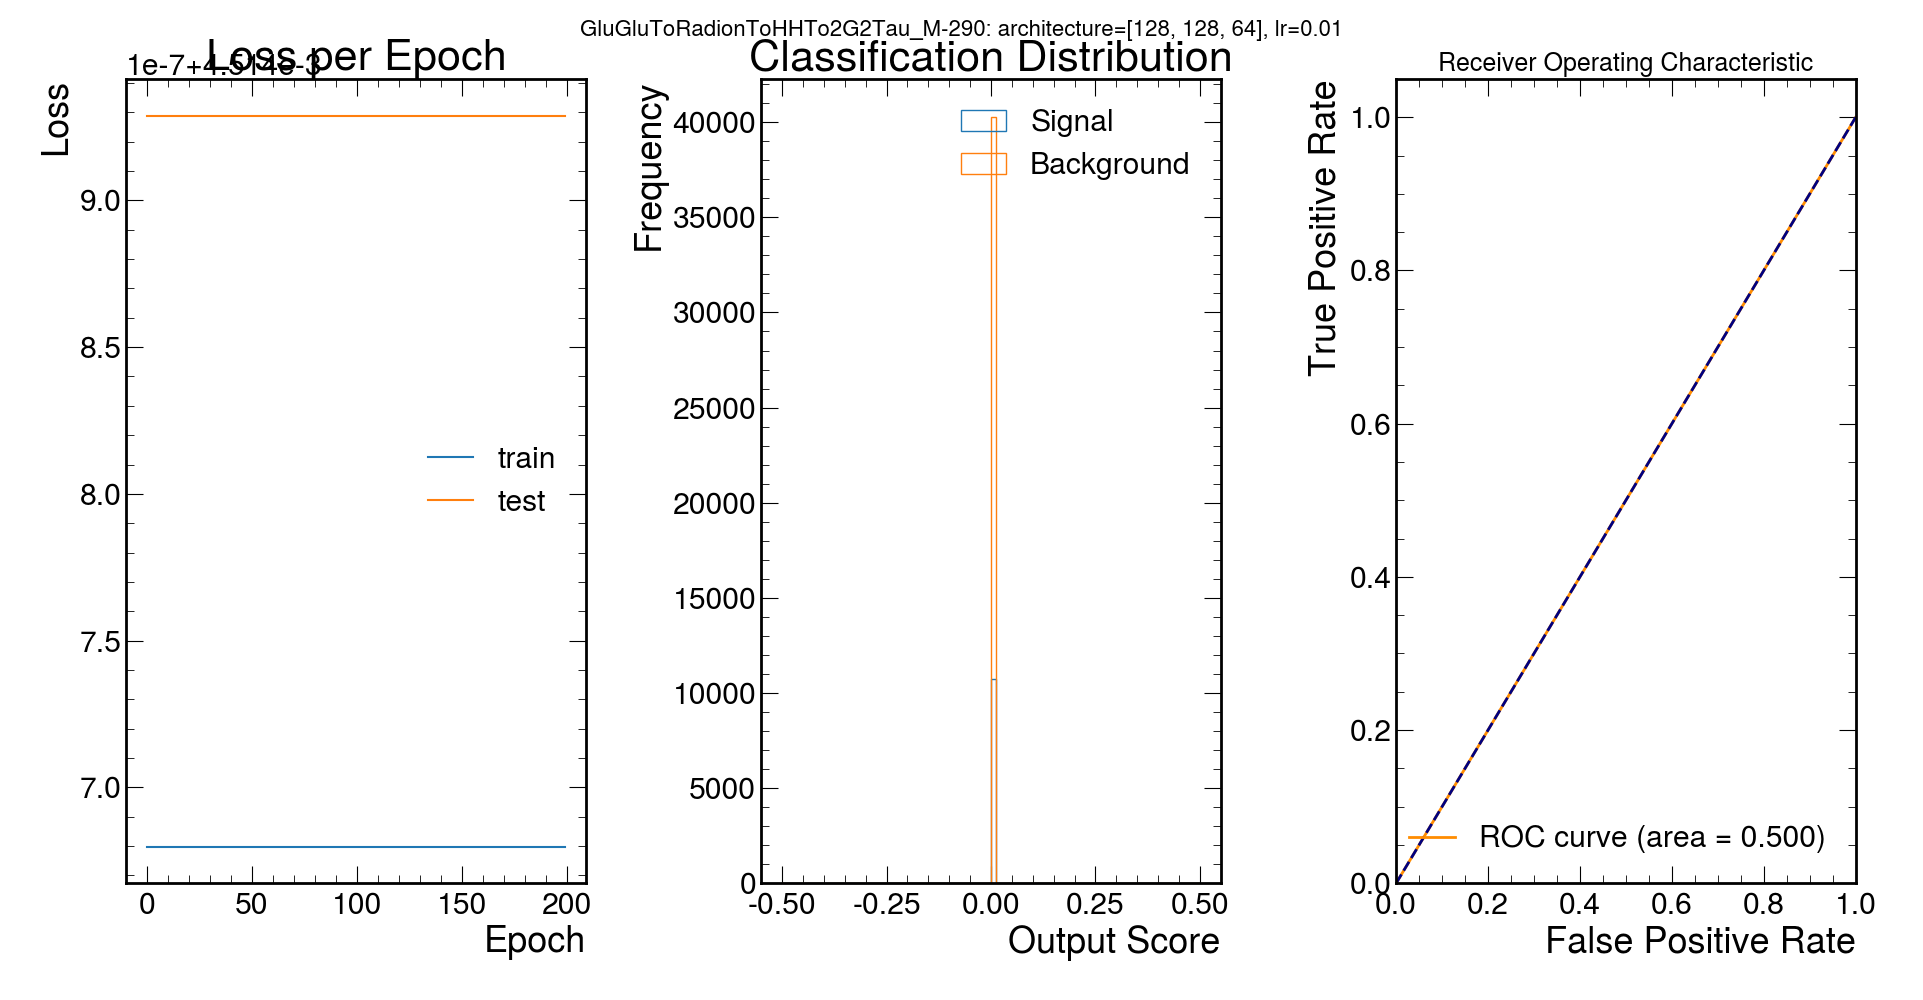 GluGluToRadionToHHTo2G2Tau_M-290: architecture=[128, 128, 64], lr=0.01
Loss per Epoch
1e-7+4.514e-3
Loss
9.0
8.5
8.0
7.5
7.0
train
test
0 50 100 150 200
Epoch
Classification Distribution
Frequency
40000
35000
30000
25000
20000
15000
10000
5000
0
Signal
Background
-0.50 -0.25 0.00 0.25 0.50
Output Score
Receiver Operating Characteristic
True Positive Rate
1.0
0.8
0.6
0.4
0.2
0.0
ROC curve (area = 0.500)
0.0 0.2 0.4 0.6 0.8 1.0
False Positive Rate